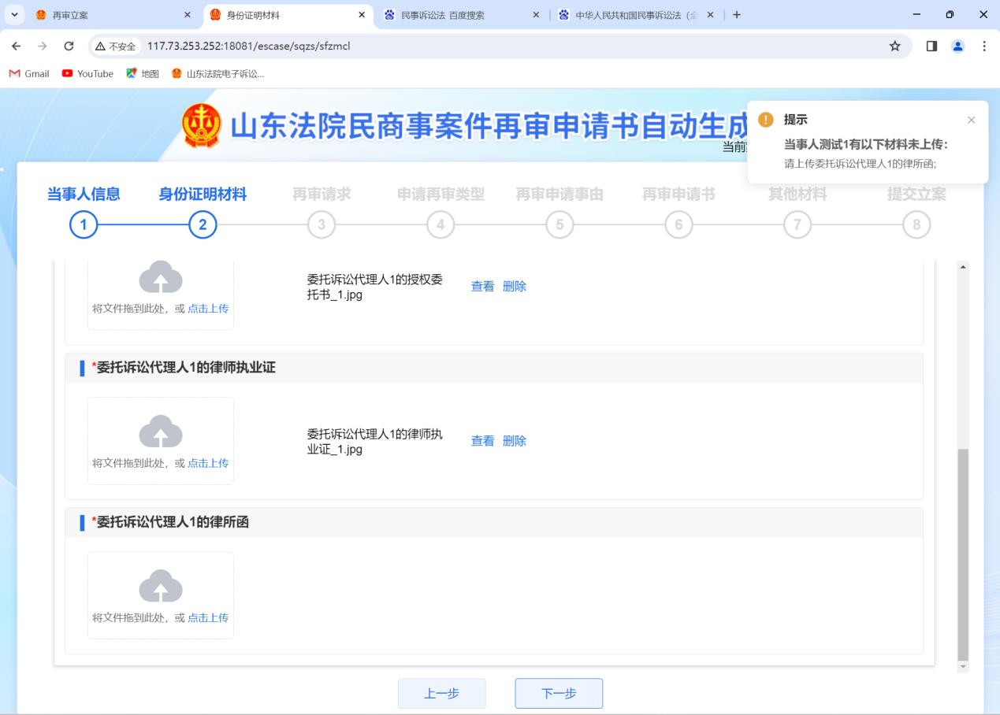 再审立案
身份证明材料
民事诉讼法 百度搜索
中华人民共和国民事诉讼法（全
不安全
117.73.253.252:18081/escase/sqzs/sfzmcl
Gmail
YouTube
地图
山东法院电子诉讼...
山东法院民商事案件再审申请书自动生成
当前
提示
当事人测试1有以下材料未上传：
请上传委托诉讼代理人1的律所函;
当事人信息
身份证明材料
再审请求
申请再审类型
再审申请事由
再审申请书
其他材料
提交立案
1
2
3
4
5
6
7
8
将文件拖到此处，或 点击上传
委托诉讼代理人1的授权委
托书_1.jpg
查看 删除
*委托诉讼代理人1的律师执业证
将文件拖到此处，或 点击上传
委托诉讼代理人1的律师执
业证_1.jpg
查看 删除
*委托诉讼代理人1的律所函
将文件拖到此处，或 点击上传
上一步
下一步